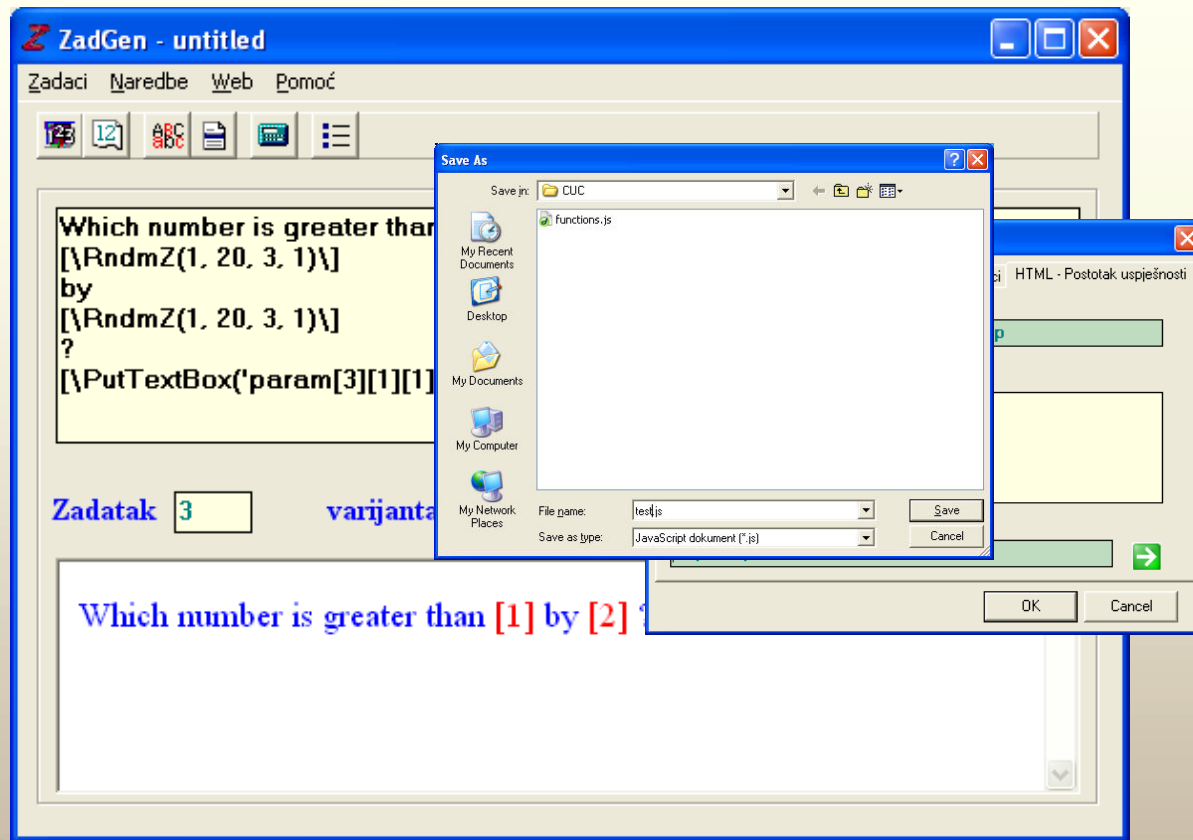 ZadGen - untitled
Zadaci Naredbe Web Pomoć
Which number is greater than
[\RndmZ(1, 20, 3, 1)\]
by
[\RndmZ(1, 20, 3, 1)\]
?
[\PutTextBox('param[3][1][1]
Zadatak 3 varijanta
Which number is greater than [1] by [2] ?
Save As
Save in: CUC
functions.js
My Recent
Documents
Desktop
My Documents
My Computer
My Network
Places
File name: test.js Save
Save as type: JavaScript dokument (*.js) Cancel
HTML - Postotak uspješnosti
OK Cancel